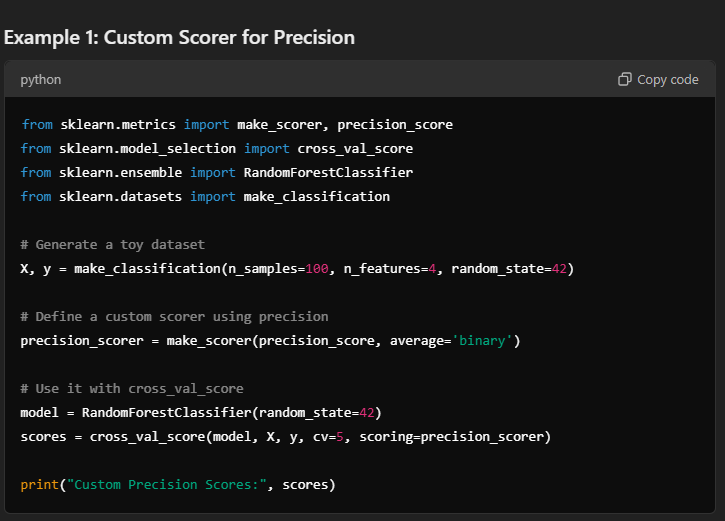 Example 1: Custom Scorer for Precision
python
Copy code
from sklearn.metrics import make_scorer, precision_score
from sklearn.model_selection import cross_val_score
from sklearn.ensemble import RandomForestClassifier
from sklearn.datasets import make_classification
# Generate a toy dataset
X, y = make_classification(n_samples=100, n_features=4, random_state=42)
# Define a custom scorer using precision
precision_scorer = make_scorer(precision_score, average='binary')
# Use it with cross_val_score
model = RandomForestClassifier(random_state=42)
scores = cross_val_score(model, X, y, cv=5, scoring=precision_scorer)
print("Custom Precision Scores:", scores)